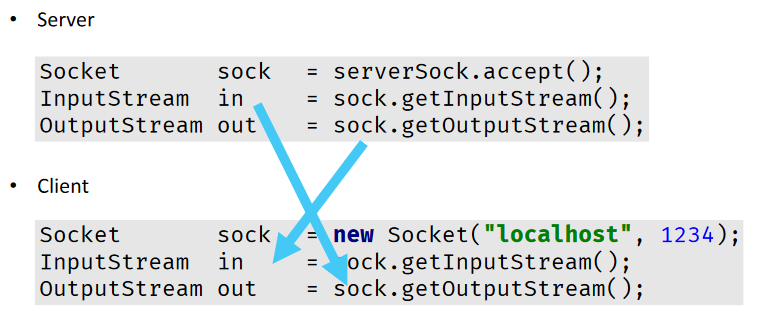 • Server
Socket sock = serverSock.accept();
InputStream in = sock.getInputStream();
OutputStream out = sock.getOutputStream();
• Client
Socket sock = new Socket("localhost", 1234);
InputStream in = sock.getInputStream();
OutputStream out = sock.getOutputStream();